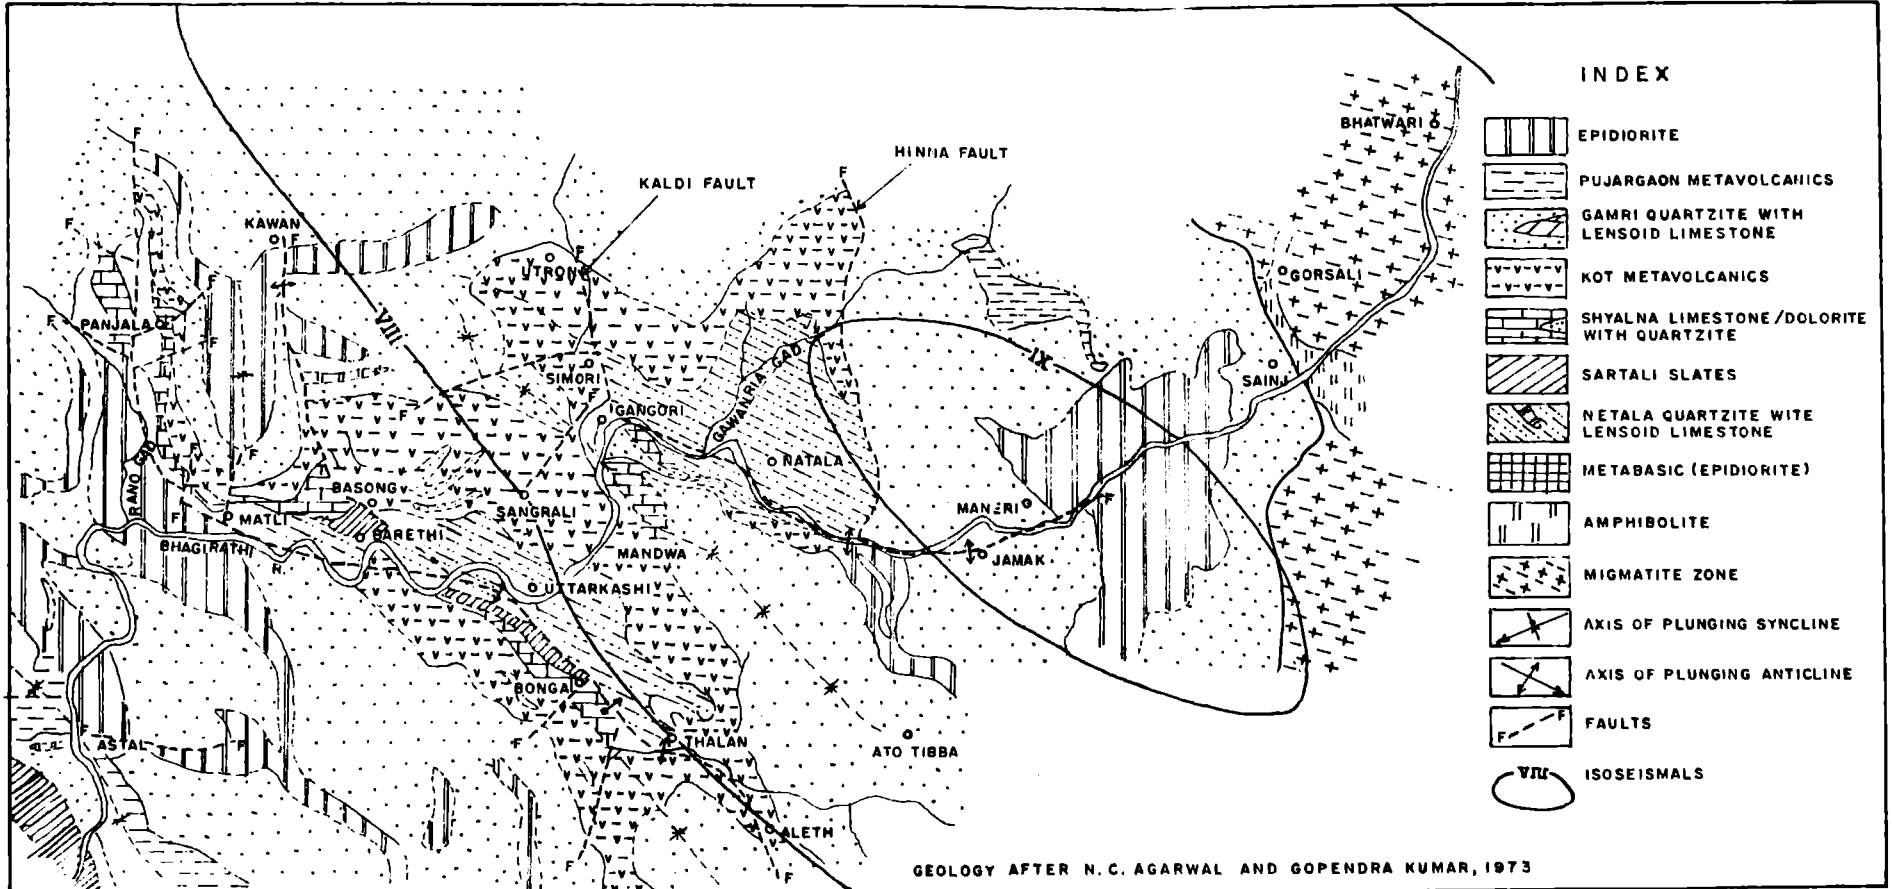 INDEX
EPIDIORITE
PUJARGAON METAVOLCANICS
GAMRI QUARTZITE WITH
LENSOID LIMESTONE
KOT METAVOLCANICS
SHYALNA LIMESTONE/DOLORITE
WITH QUARTZITE
SARTALI SLATES
NETALA QUARTZITE WITE
LENSOID LIMESTONE
METABASIC (EPIDIORITE)
AMPHIBOLITE
MIGMATITE ZONE
AXIS OF PLUNGING SYNCLINE
AXIS OF PLUNGING ANTICLINE
F F
FAULTS
VIII
ISOSEISMALS
BHATWARI
HINNA FAULT
F
KALDI FAULT
F
F
KAWAN
F
F
UTRON
GORSALI
F
F
PANJALA
VIII
F
GAWANRIA GAD
IX
SIMORI
SAINJ
F
F
GANGORI
F
F
NATALA
RANO GAD
BASONG
SANGRALI
MANERI
F
F
MATLI
BARETHI
BHAGIRATHI
R.
MANDWA
JAMAK
UTTARKASHI
BONGA
F
THALAN
ATO TIBBA
ASTAL
F
ALETH
F
F
GEOLOGY AFTER N.C. AGARWAL AND GOPENDRA KUMAR, 1973